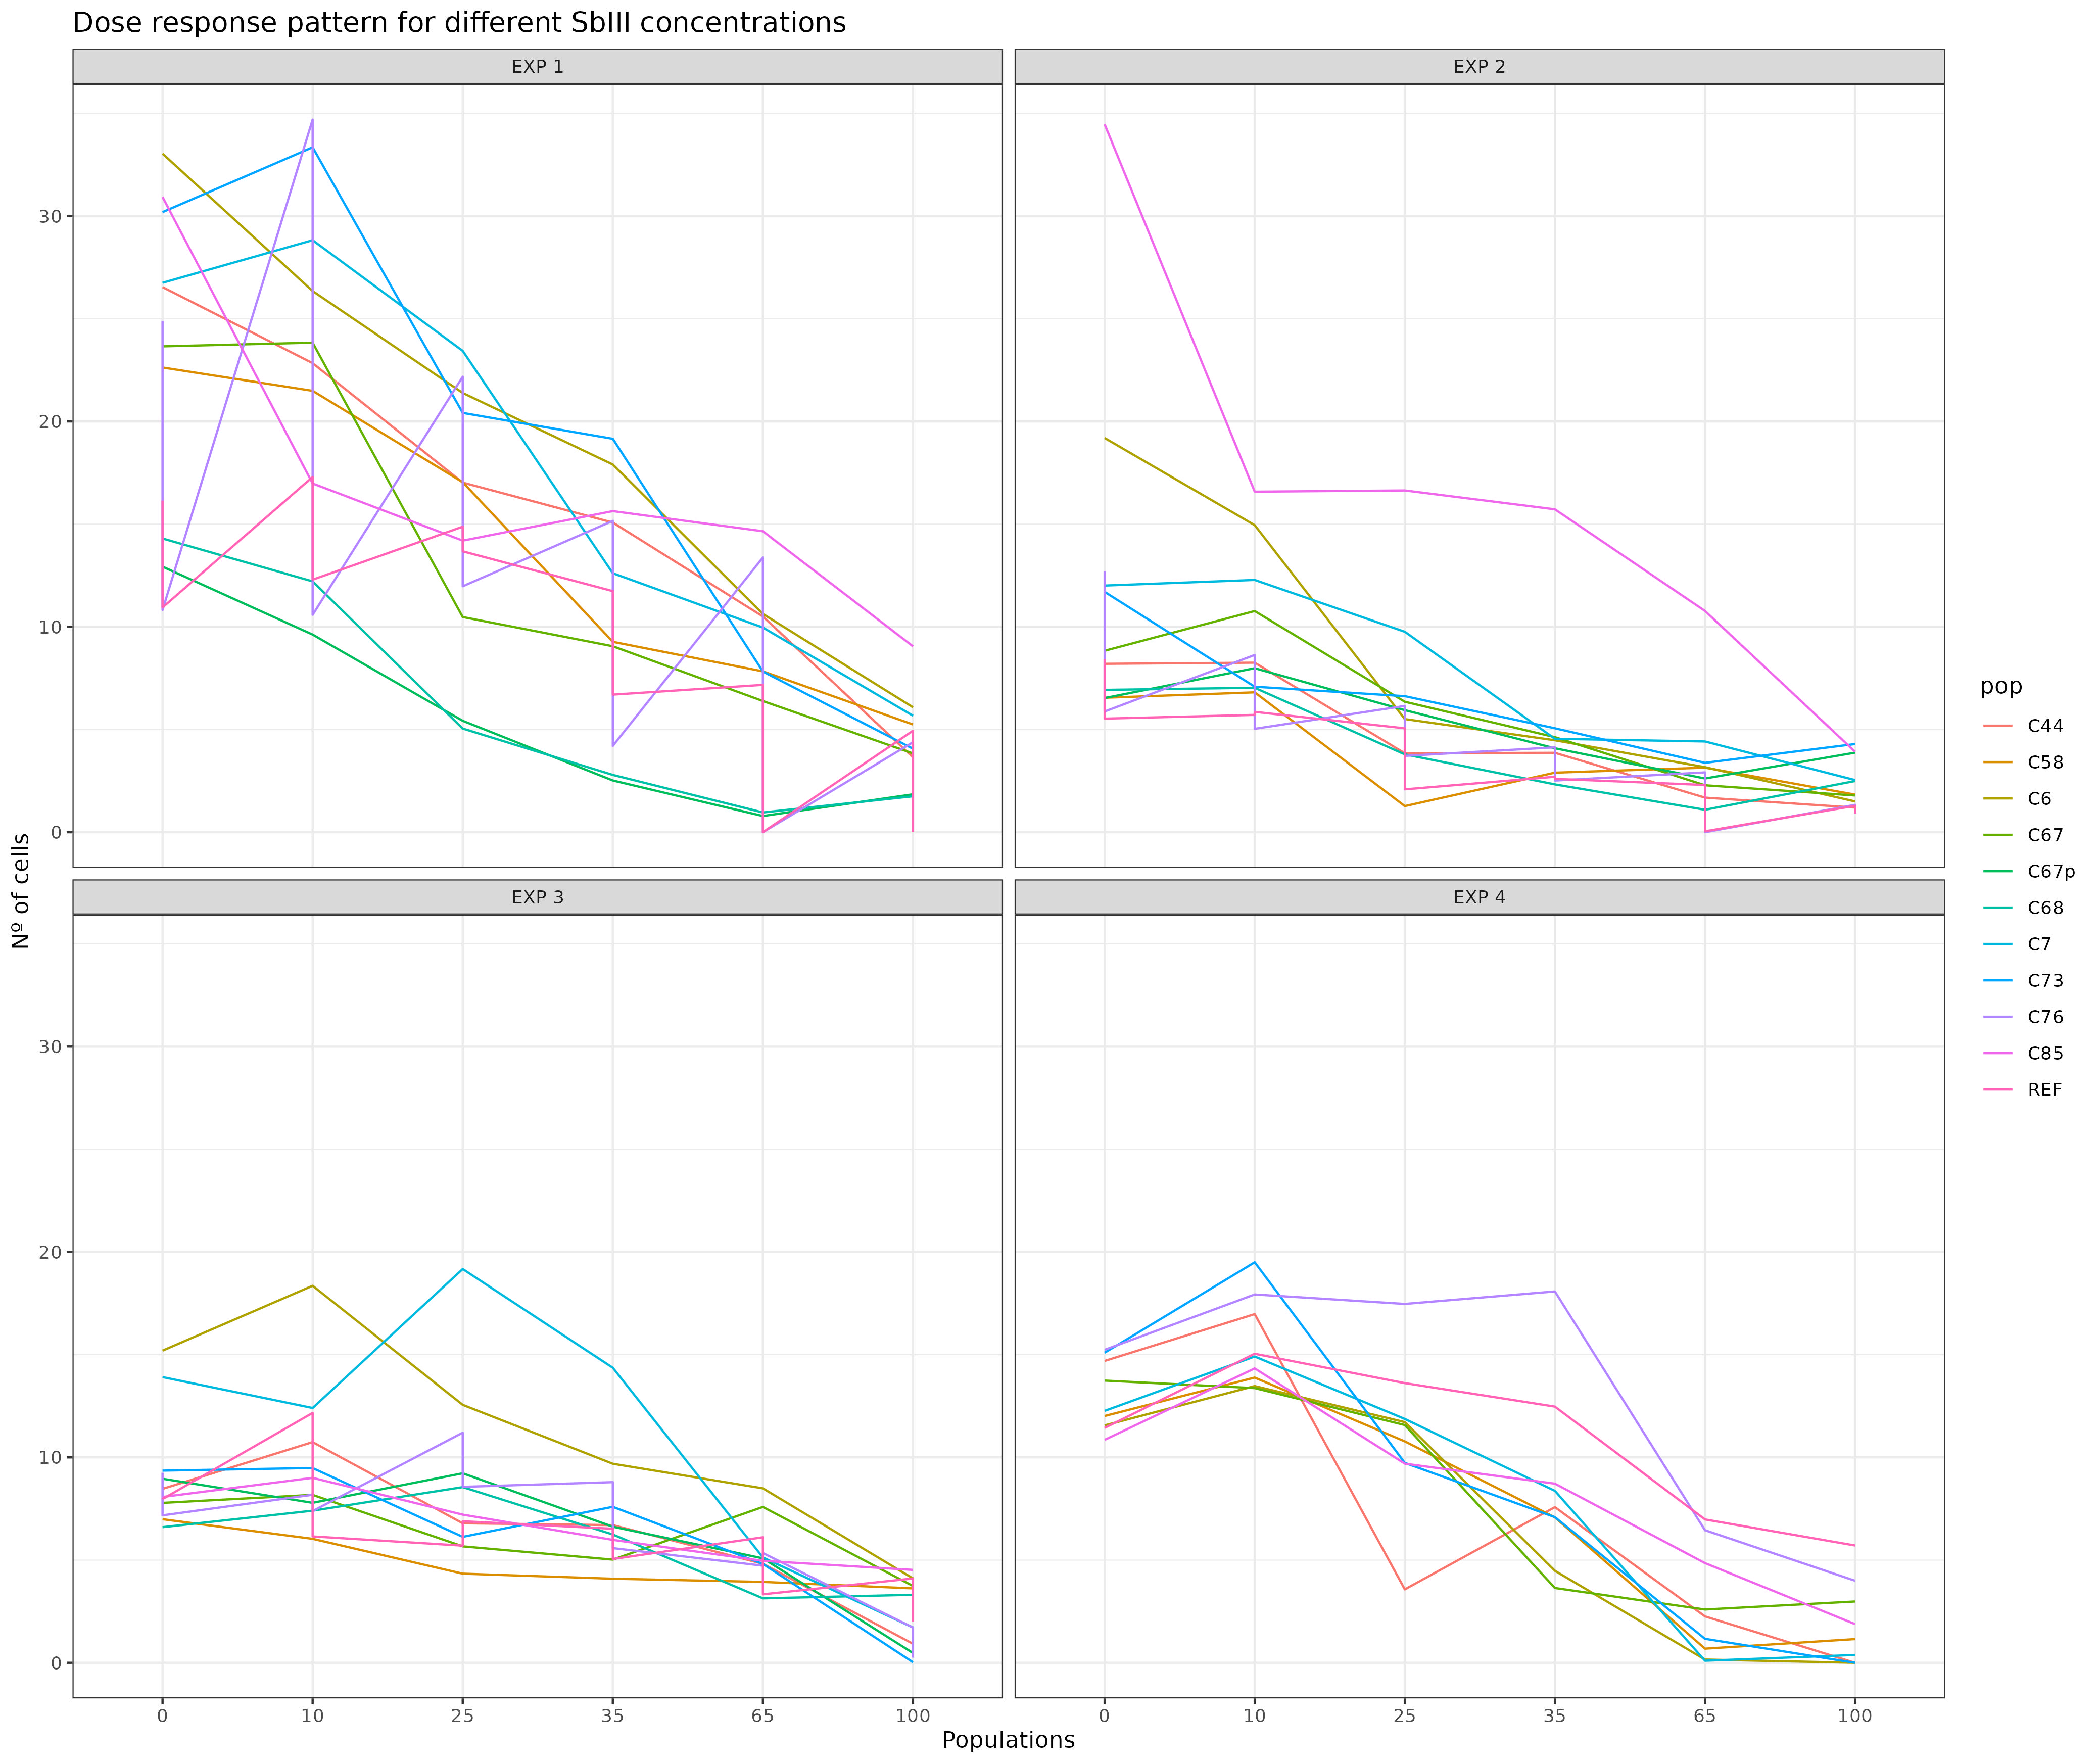 Dose response pattern for different SbIII concentrations
EXP 1
EXP 2
30
20
10
0
EXP 3
EXP 4
30
20
10
0
0 10 25 35 65 100
0 10 25 35 65 100
Populations
Nº of cells
pop
C44
C58
C6
C67
C67p
C68
C7
C73
C76
C85
REF